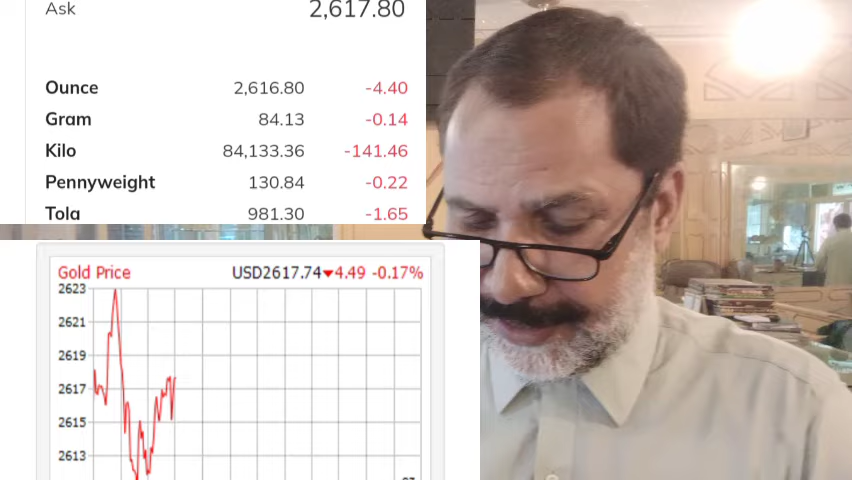 Ask 2,617.80
Ounce 2,616.80 -4.40
Gram 84.13 -0.14
Kilo 84,133.36 -141.46
Pennyweight 130.84 -0.22
Tola 981.30 -1.65
Gold Price USD2617.74▼4.49 -0.17%
2623
2621
2619
2617
2615
2613